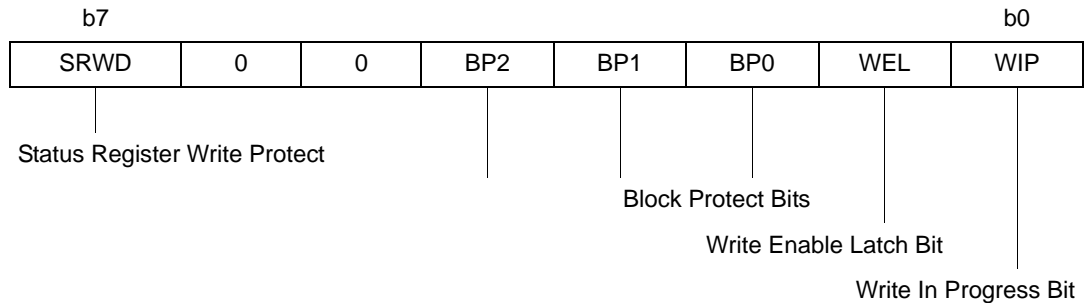 b7 b0
SRWD 0 0 BP2 BP1 BP0 WEL WIP
Status Register Write Protect
Block Protect Bits
Write Enable Latch Bit
Write In Progress Bit